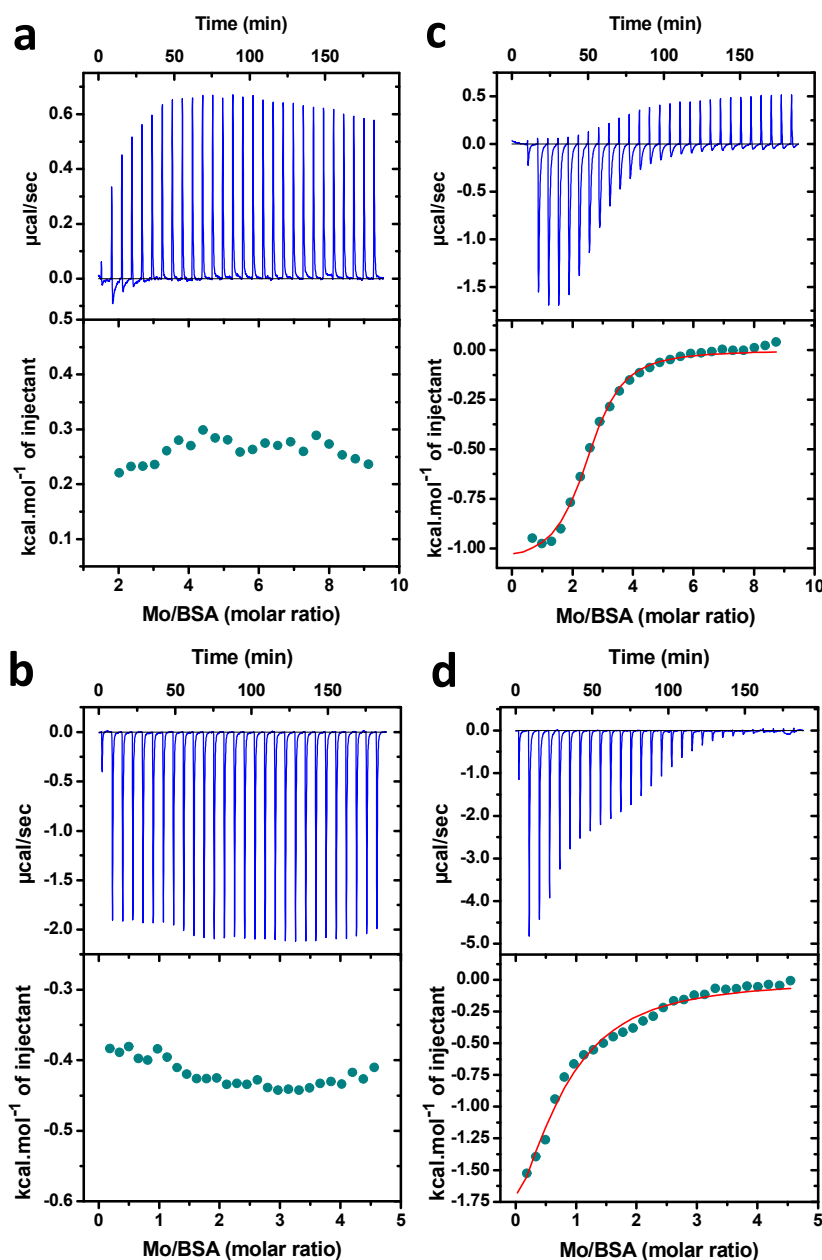 a
Time (min)
0 50 100 150
µcal/sec
0.6
0.4
0.2
0.0
kcal.mol⁻¹ of injectant
0.5
0.4
0.3
0.2
0.1
2 4 6 8 10
Mo/BSA (molar ratio)
c
Time (min)
0 50 100 150
µcal/sec
0.5
0.0
-0.5
-1.0
-1.5
kcal.mol⁻¹ of injectant
0.00
-0.25
-0.50
-0.75
-1.00
0 2 4 6 8 10
Mo/BSA (molar ratio)
b
Time (min)
0 50 100 150
µcal/sec
0.0
-0.5
-1.0
-1.5
-2.0
kcal.mol⁻¹ of injectant
-0.3
-0.4
-0.5
-0.6
0 1 2 3 4 5
Mo/BSA (molar ratio)
d
Time (min)
0 50 100 150
µcal/sec
0.0
-1.0
-2.0
-3.0
-4.0
-5.0
kcal.mol⁻¹ of injectant
0.00
-0.25
-0.50
-0.75
-1.00
-1.25
-1.50
-1.75
0 1 2 3 4 5
Mo/BSA (molar ratio)